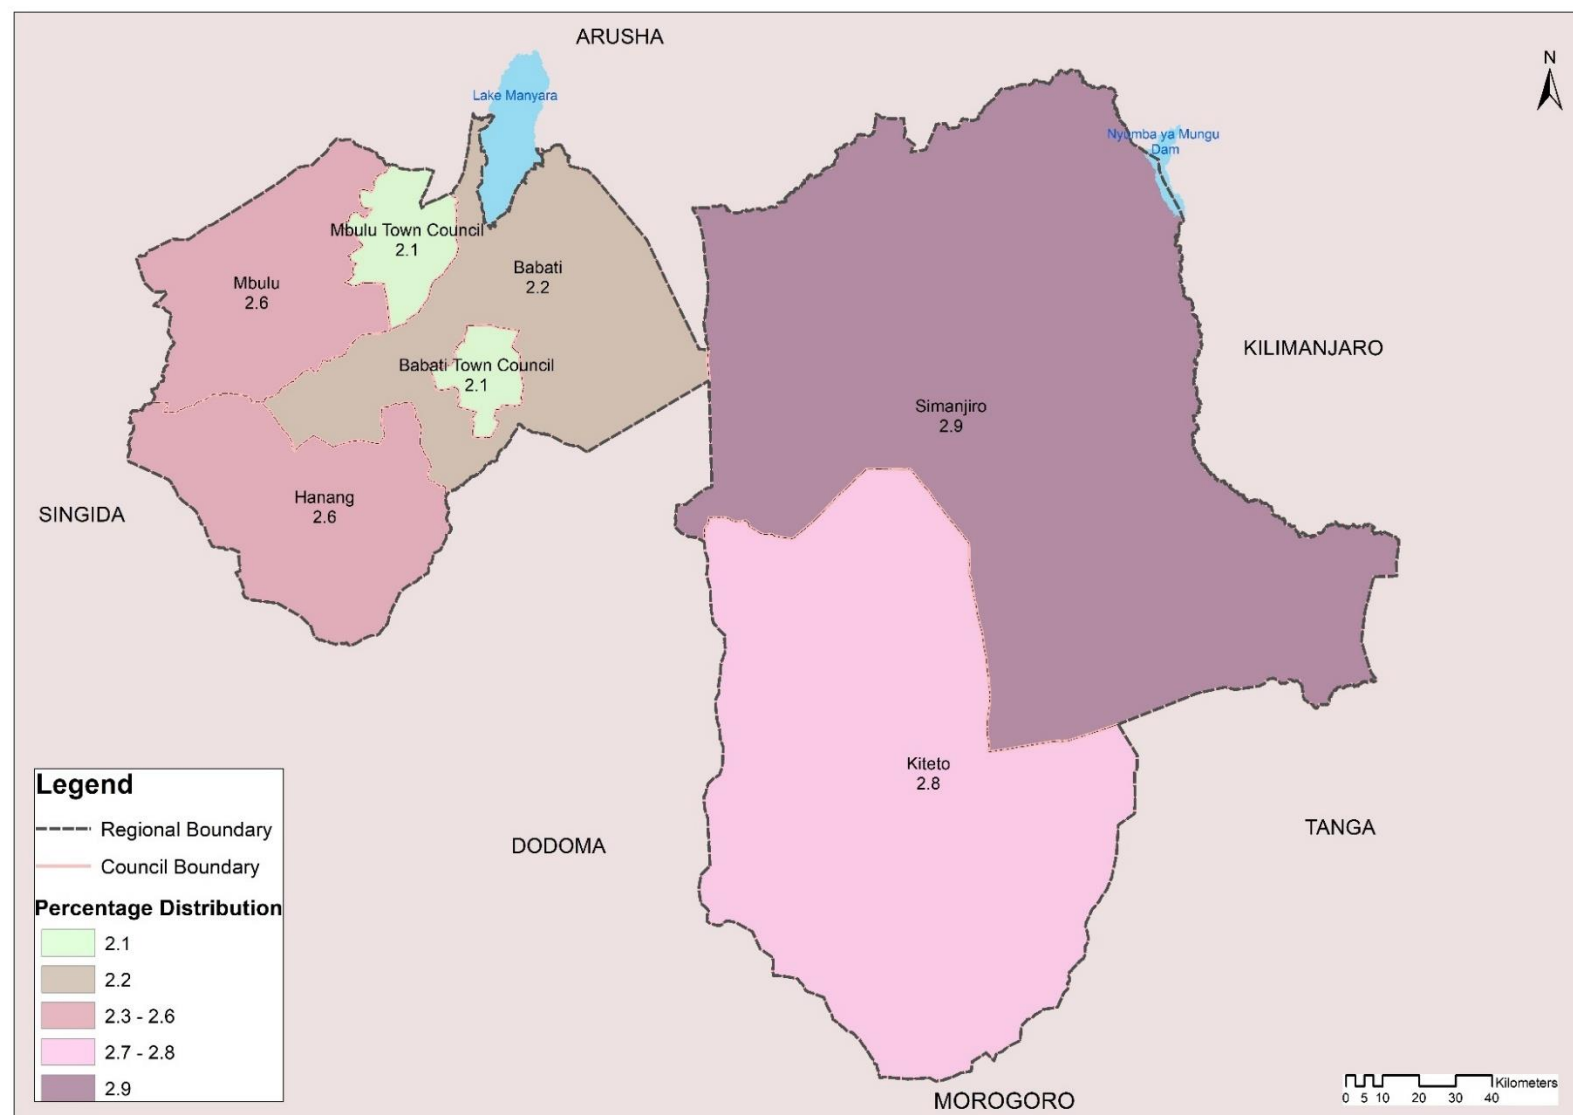 ARUSHA
N
Lake Manyara
Nyumba ya Mungu
Dam
Mbulu Town Council
2.1
Mbulu
2.6
Babati
2.2
KILIMANJARO
Babati Town Council
2.1
Simanjiro
2.9
Hanang
2.6
SINGIDA
Kiteto
2.8
DODOMA
TANGA
MOROGORO
Legend
Regional Boundary
Council Boundary
Percentage Distribution
2.1
2.2
2.3 - 2.6
2.7 - 2.8
2.9
Kilometers
0 5 10 20 30 40